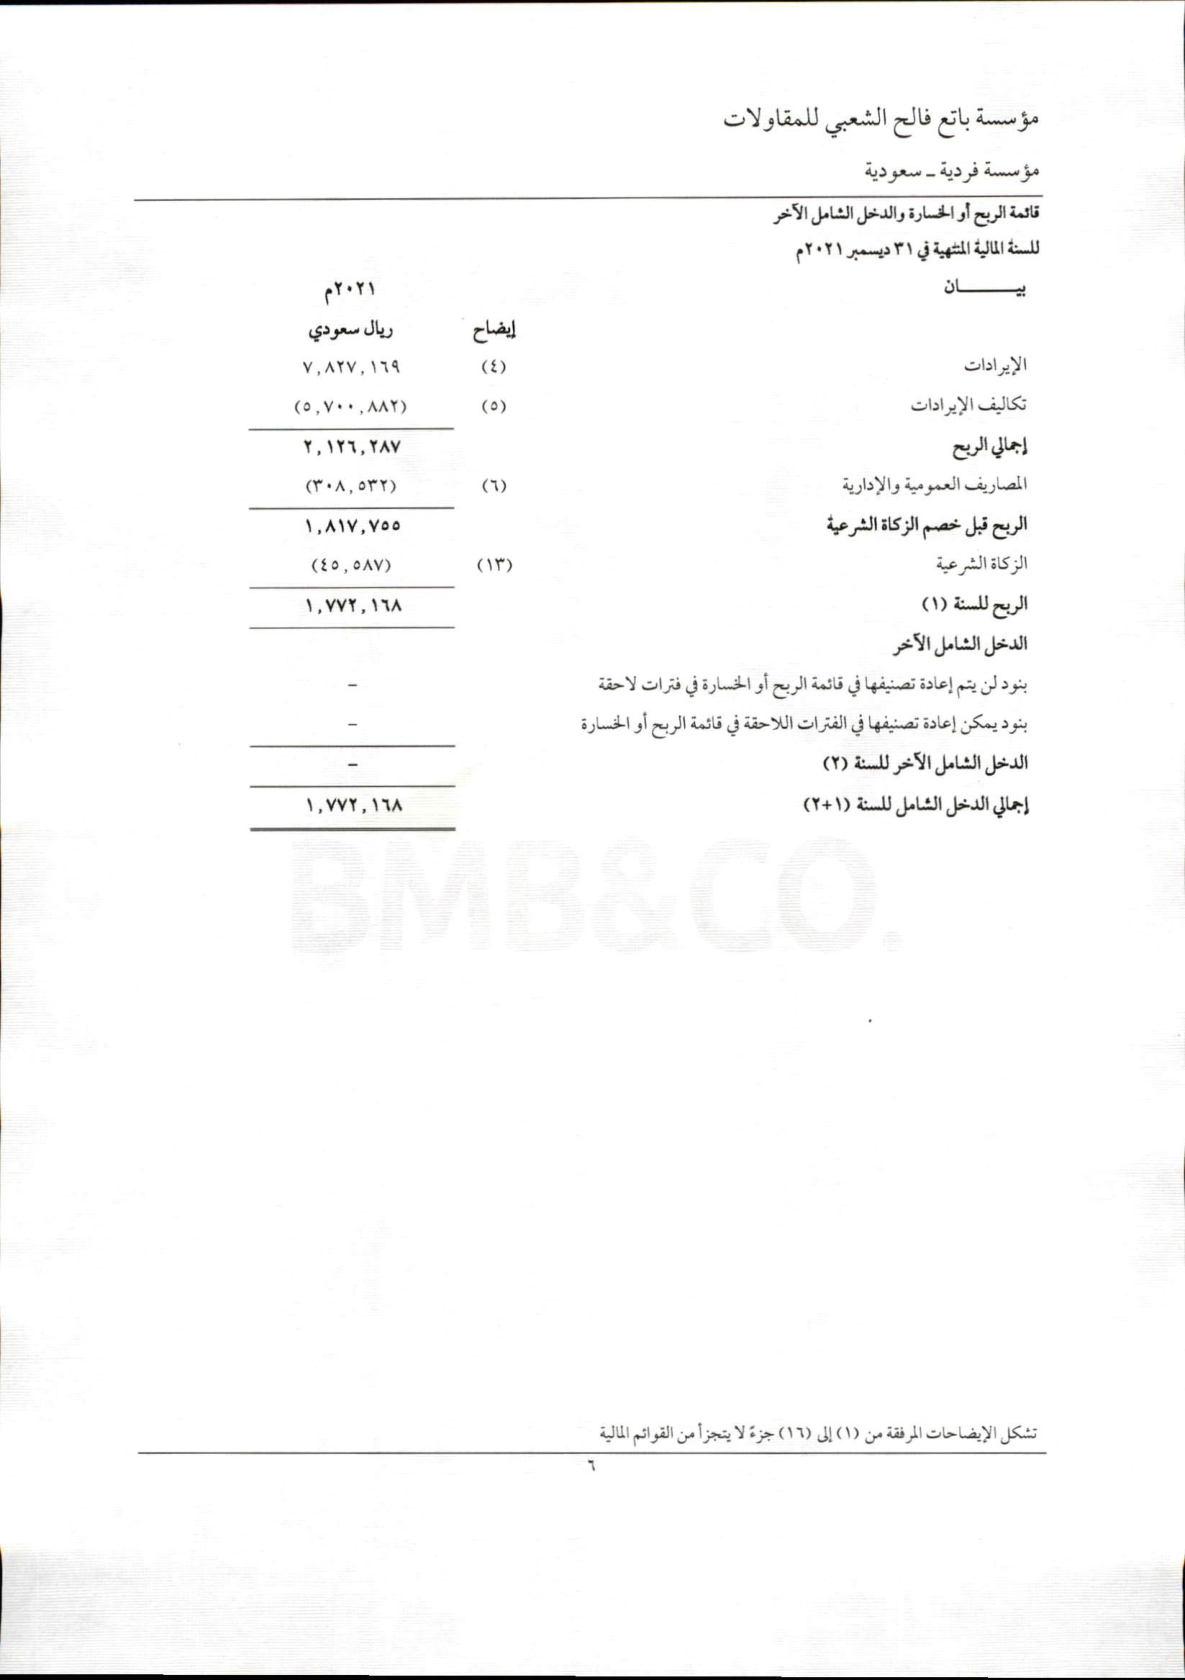 مؤسسة باتع فالح الشعبي للمقاولات
مؤسسة فردية - سعودية
قائمة الربح أو الخسارة والدخل الشامل الآخر
للسنة المالية المنتهية في ٣١ ديسمبر ٢٠٢١م
بيــــــان ٢٠٢١م
إيضاح ريال سعودي
الإيرادات (٤) ٧,٨٢٧,١٦٩
تكاليف الإيرادات (٥) (٥,٧٠٠,٨٨٢)
إجمالي الربح ٢,١٢٦,٢٨٧
المصاريف العمومية والإدارية (٦) (٣٠٨,٥٣٢)
الربح قبل خصم الزكاة الشرعية ١,٨١٧,٧٥٥
الزكاة الشرعية (١٣) (٤٥,٥٨٧)
الربح للسنة (١) ١,٧٧٢,١٦٨
الدخل الشامل الآخر
بنود لن يتم إعادة تصنيفها في قائمة الربح أو الخسارة في فترات لاحقة -
بنود يمكن إعادة تصنيفها في الفترات اللاحقة في قائمة الربح أو الخسارة -
الدخل الشامل الآخر للسنة (٢) -
إجمالي الدخل الشامل للسنة (١+٢) ١,٧٧٢,١٦٨
BMB&CO.
تشكل الإيضاحات المرفقة من (١) إلى (١٦) جزءً لا يتجزأ من القوائم المالية
٦